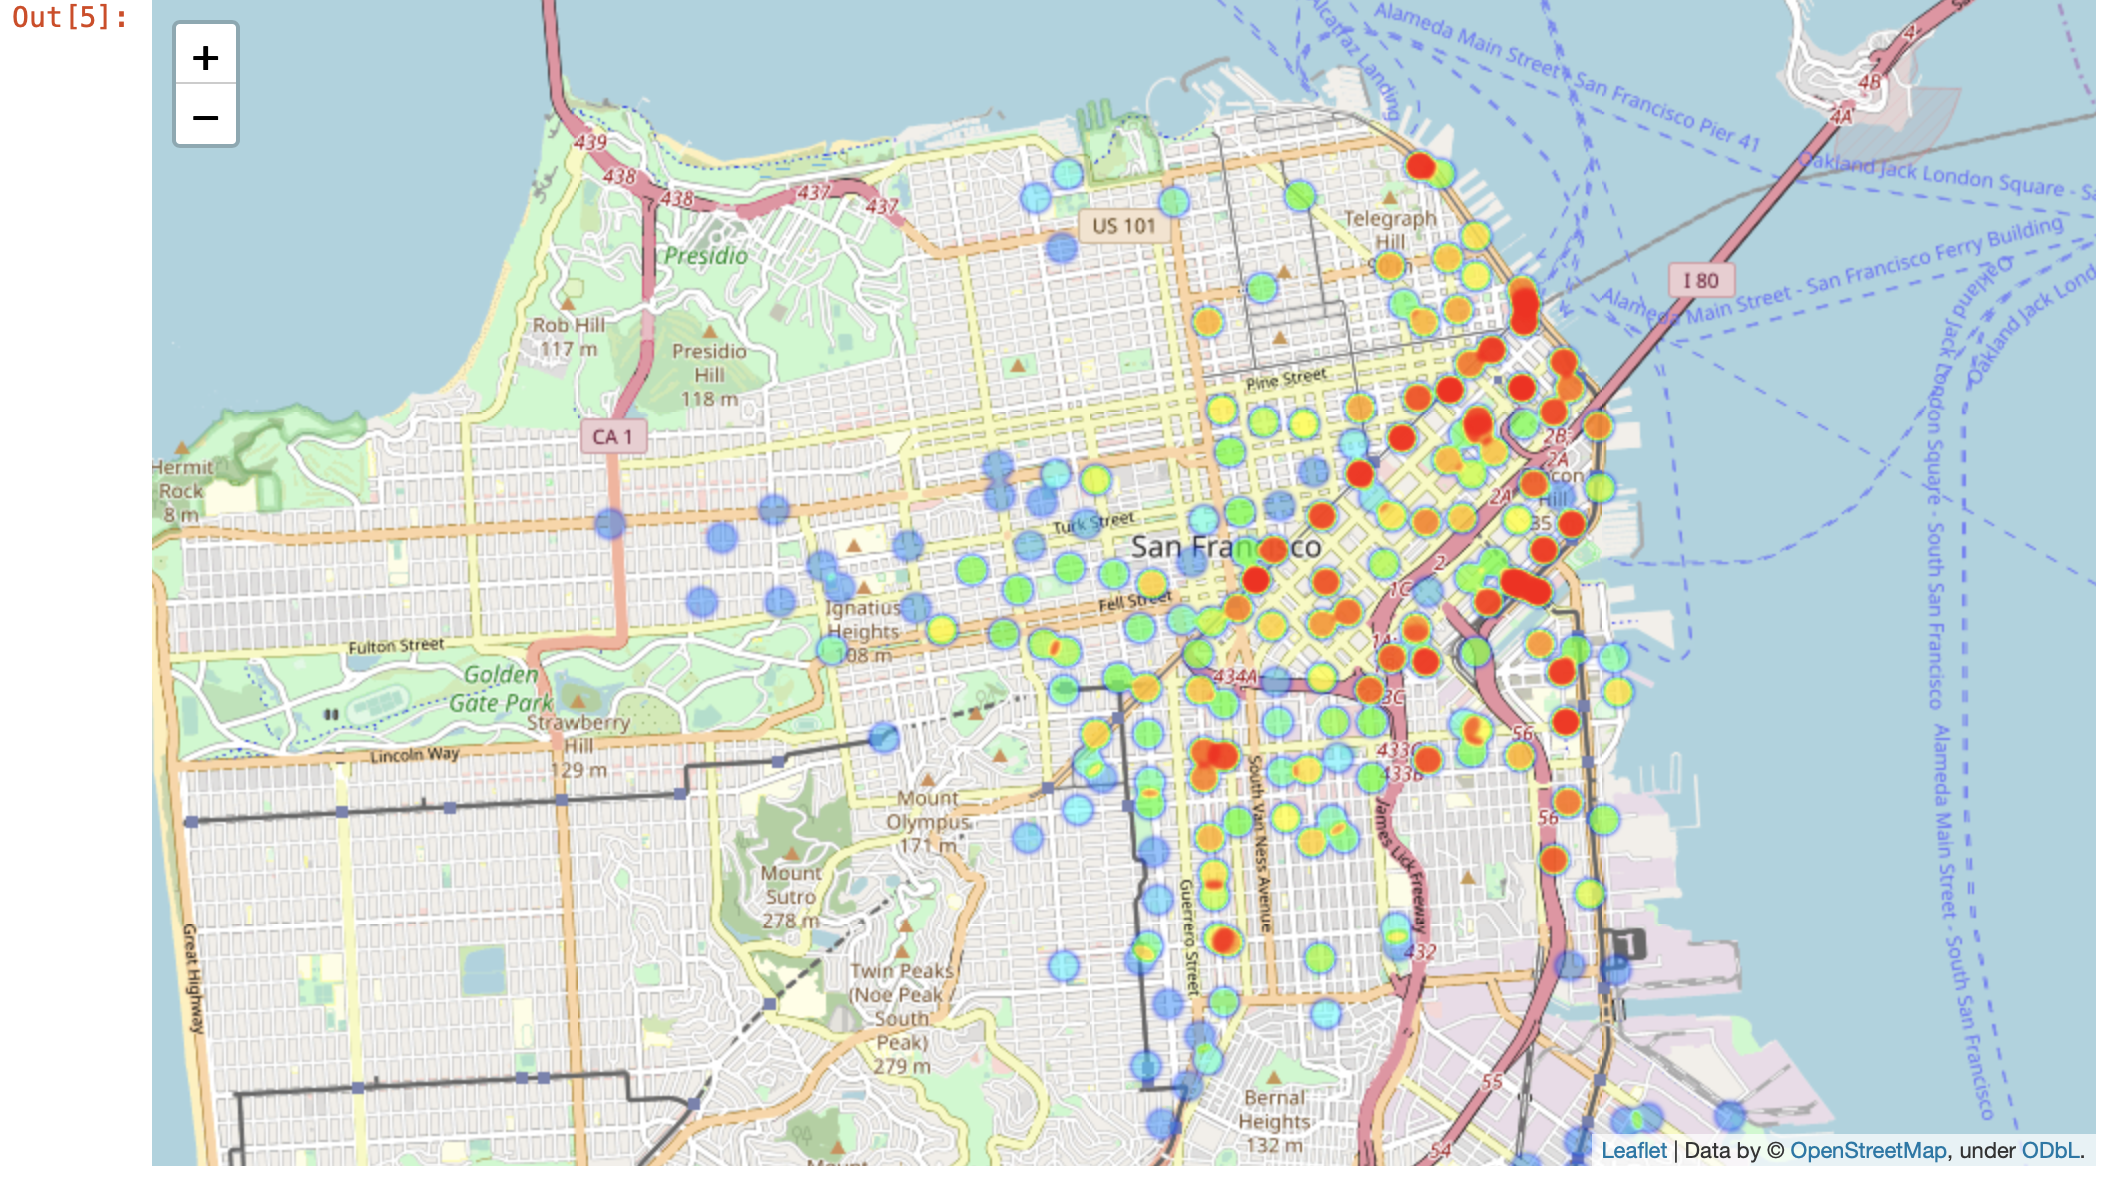 Out[5]:
+
−
Alcatraz Landing
Alameda Main Street - San Francisco Pier 41
4
4B
4A
439
438
438
437
437
US 101
Presidio
Telegraph
Hill
Oakland Jack London Square - Sa
Alameda Main Street - San Francisco Ferry Building
I 80
Rob Hill
117 m
Presidio
Hill
118 m
Pine Street
CA 1
Hermit
Rock
8 m
2B
2A
2A
Hill
35
Turk Street
San Francisco
2
1C
1A
Ignatius
Heights
108 m
Fell Street
Fulton Street
Golden
Gate Park
Strawberry
Hill
129 m
Lincoln Way
434A
3C
433C
433B
56
56
Mount
Olympus
171 m
Mount
Sutro
278 m
South Van Ness Avenue
James Lick Freeway
Guerrero Street
Great Highway
432
Twin Peaks
(Noe Peak
South
Peak)
279 m
Bernal
Heights
132 m
55
54
Mount
Oakland Jack London Square - South San Francisco
Oakland Jack Lond
Alameda Main Street - South San Francisco
Leaflet | Data by © OpenStreetMap, under ODbL.